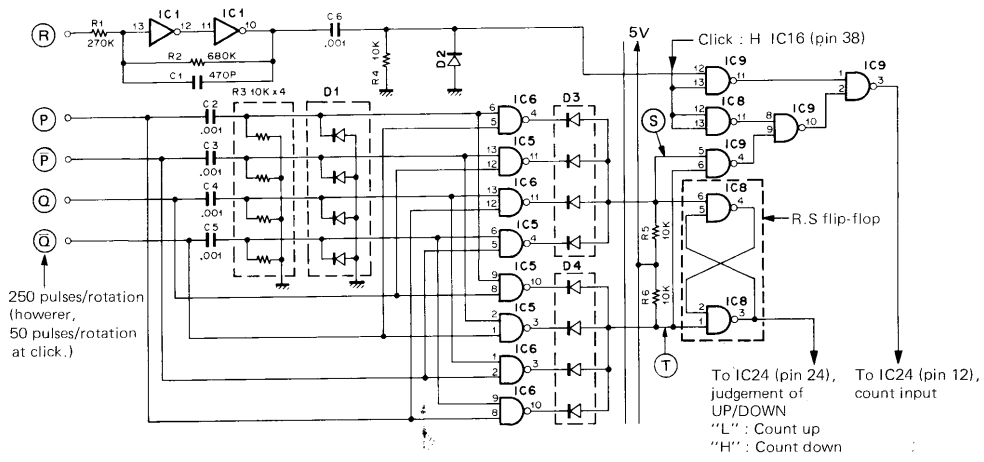 R
R1
270K
13
IC1
12
11
IC1
10
R2
680K
C1
470P
C6
.001
R4
10K
D2
5V
Click : H IC16 (pin 38)
12
13
IC9
11
1
2
IC9
3
12
13
IC8
11
8
9
IC9
10
S
5
6
IC9
4
R3 10K x 4
D1
P
C2
.001
P̅
C3
.001
Q
C4
.001
Q̅
C5
.001
6
5
IC6
4
D3
13
12
IC5
11
13
12
IC6
11
6
5
IC5
4
9
8
IC5
10
D4
2
1
IC5
3
1
2
IC6
3
9
8
IC6
10
R5
10K
R6
10K
6
5
IC8
4
R.S flip-flop
2
1
IC8
3
T
250 pulses/rotation
(howerer,
50 pulses/rotation
at click.)
To IC24 (pin 24),
judgement of
UP/DOWN
"L" : Count up
"H" : Count down
To IC24 (pin 12),
count input